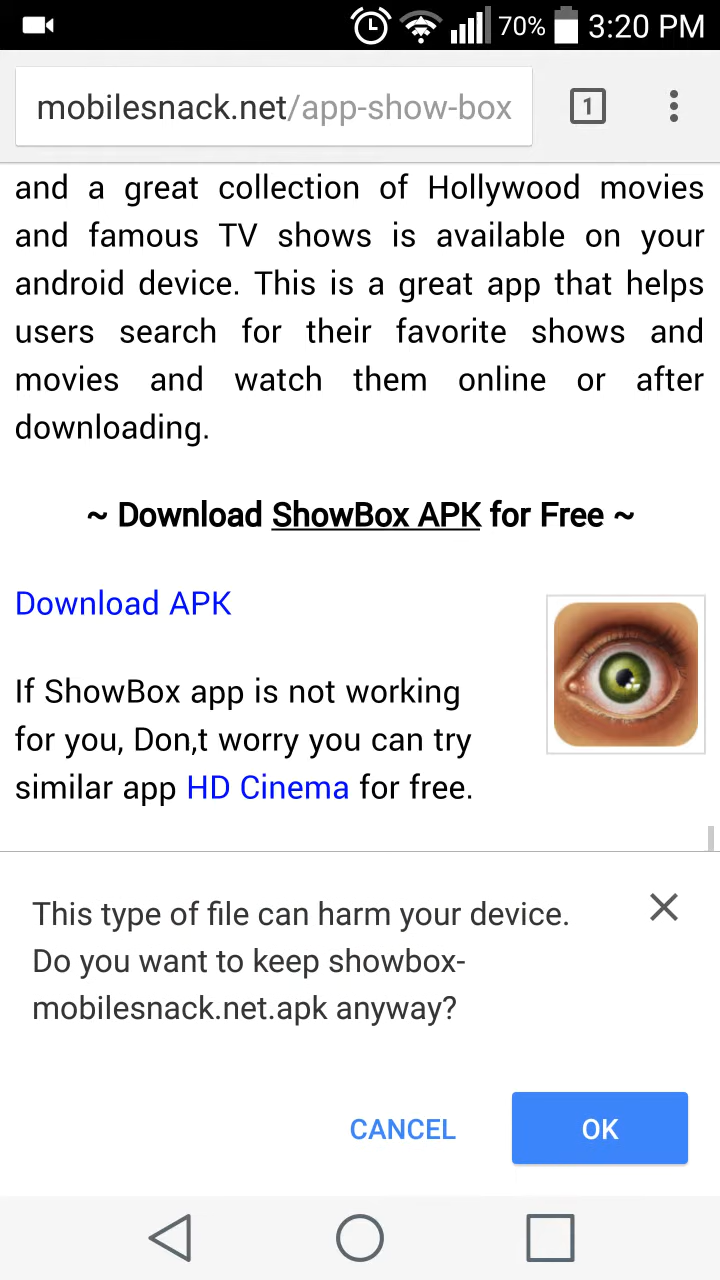 70% 3:20 PM
mobilesnack.net/app-show-box
1
and a great collection of Hollywood movies
and famous TV shows is available on your
android device. This is a great app that helps
users search for their favorite shows and
movies and watch them online or after
downloading.
~ Download ShowBox APK for Free ~
Download APK
If ShowBox app is not working
for you, Don,t worry you can try
similar app HD Cinema for free.
This type of file can harm your device.
Do you want to keep showbox-
mobilesnack.net.apk anyway?
CANCEL
OK